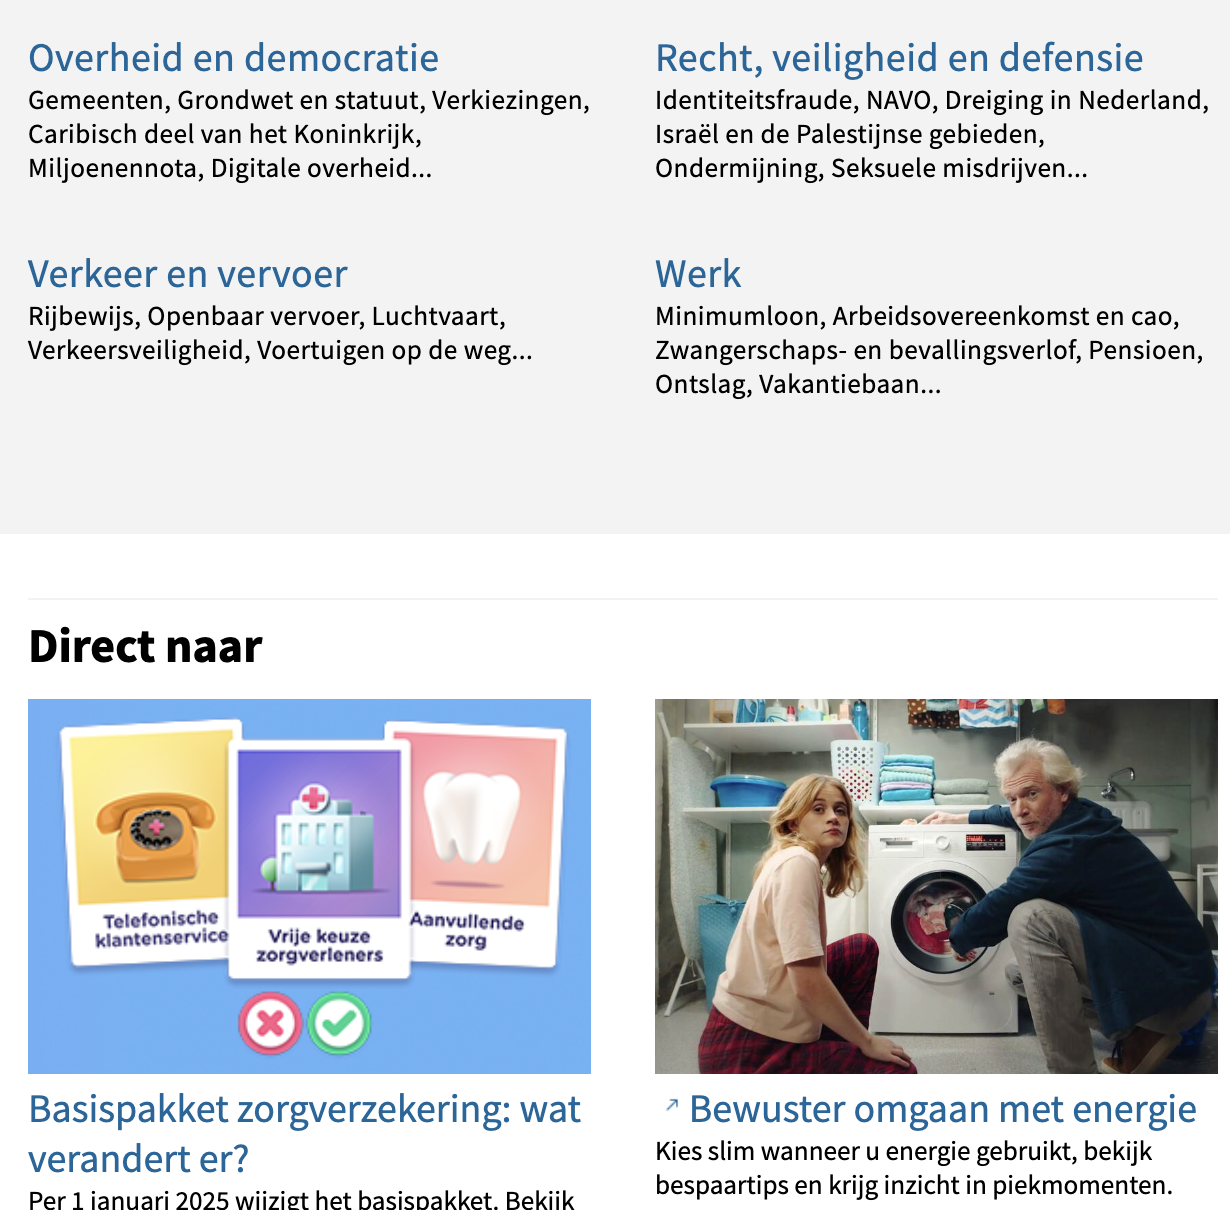 Overheid en democratie
Gemeenten, Grondwet en statuut, Verkiezingen,
Caribisch deel van het Koninkrijk,
Miljoenennota, Digitale overheid...
Recht, veiligheid en defensie
Identiteitsfraude, NAVO, Dreiging in Nederland,
Israël en de Palestijnse gebieden,
Ondermijning, Seksuele misdrijven...
Verkeer en vervoer
Rijbewijs, Openbaar vervoer, Luchtvaart,
Verkeersveiligheid, Voertuigen op de weg...
Werk
Minimumloon, Arbeidsovereenkomst en cao,
Zwangerschaps- en bevallingsverlof, Pensioen,
Ontslag, Vakantiebaan...
Direct naar
Telefonische
klantenservice
Vrije keuze
zorgverleners
Aanvullende
zorg
Basispakket zorgverzekering: wat
verandert er?
Per 1 januari 2025 wijzigt het basispakket. Bekijk
Bewuster omgaan met energie
Kies slim wanneer u energie gebruikt, bekijk
bespaartips en krijg inzicht in piekmomenten.